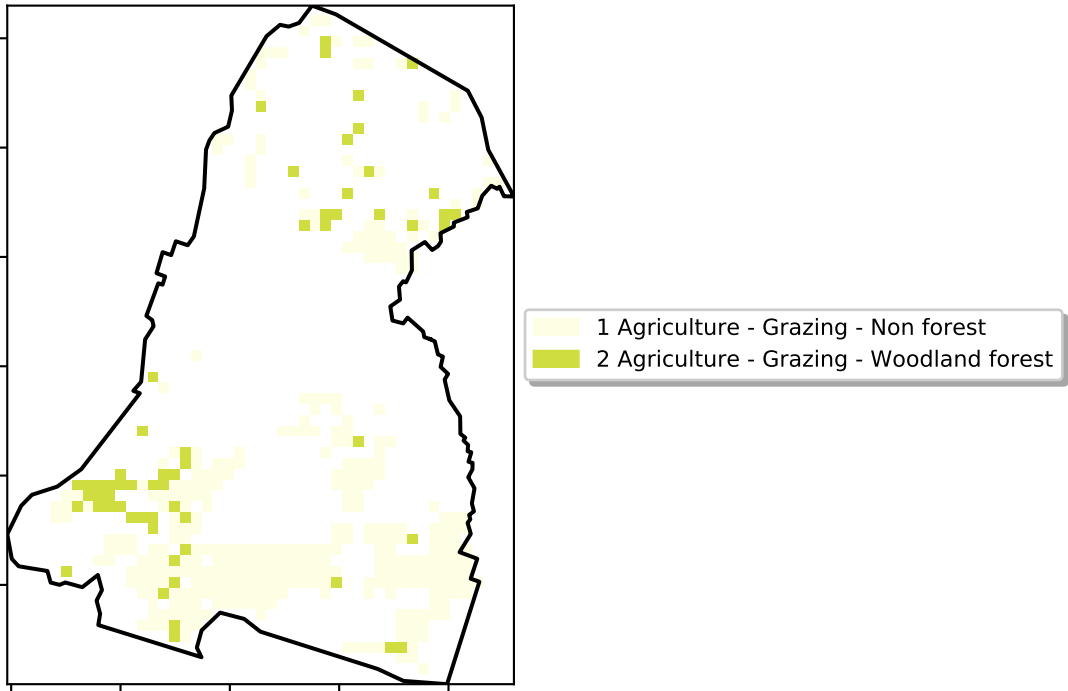 1 Agriculture - Grazing - Non forest
2 Agriculture - Grazing - Woodland forest